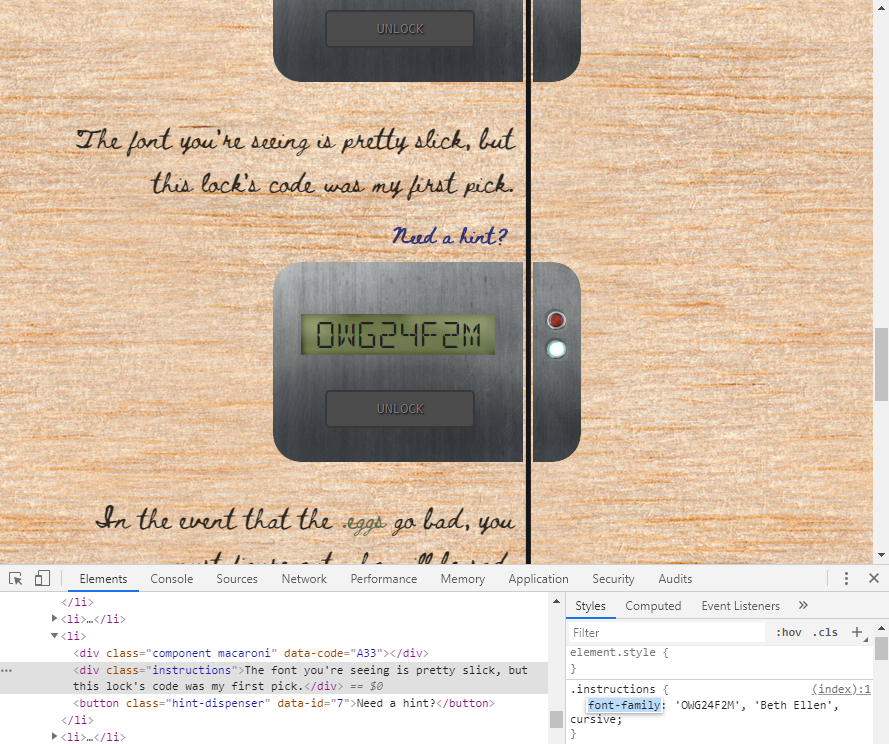 UNLOCK
The font you're seeing is pretty slick, but
this lock's code was my first pick.
Need a hint?
OWG24F2M
UNLOCK
In the event that the .eggs go bad, you
Elements Console Sources Network Performance Memory Application Security Audits
</li>
<li>…</li>
<li>
<div class="component macaroni" data-code="A33"></div>
<div class="instructions">The font you're seeing is pretty slick, but
this lock's code was my first pick.</div> == $0
<button class="hint-dispenser" data-id="7">Need a hint?</button>
</li>
<li>…</li>
Styles Computed Event Listeners »
Filter :hov .cls +
element.style {
}
.instructions { (index):1
font-family: 'OWG24F2M', 'Beth Ellen',
cursive;
}